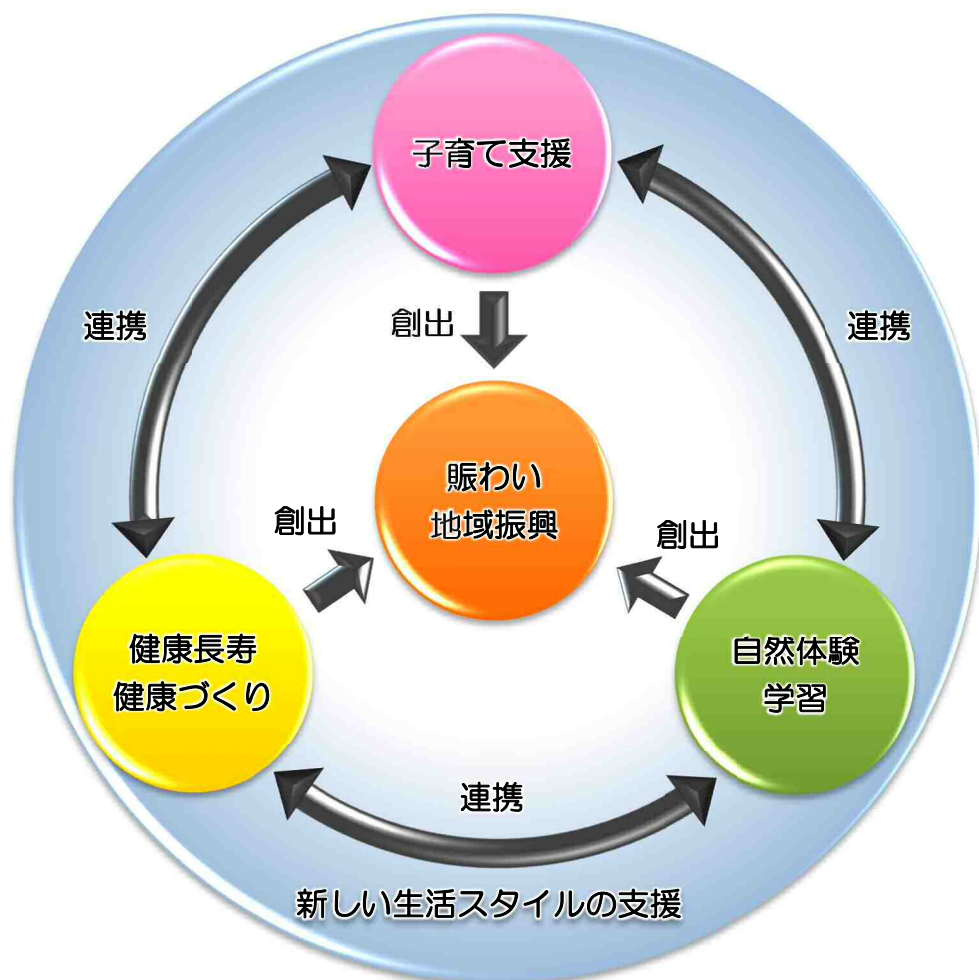 子育て支援
創出
連携
連携
賑わい
地域振興
創出
創出
健康長寿
健康づくり
自然体験
学習
連携
新しい生活スタイルの支援